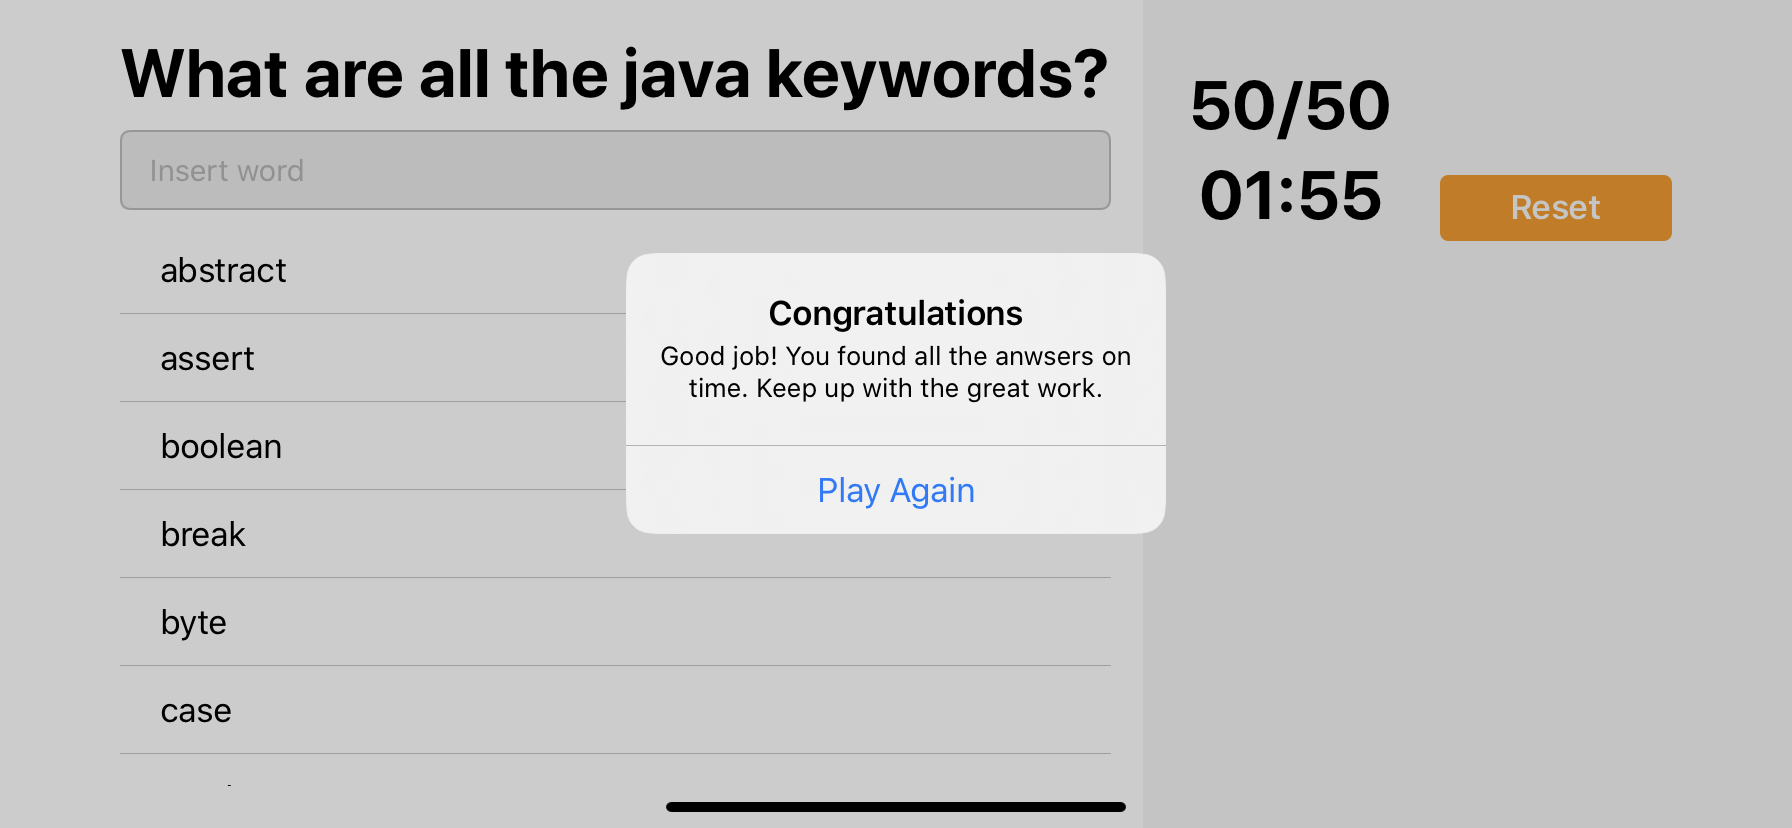 What are all the java keywords?
Insert word
50/50
01:55
Reset
abstract
assert
boolean
break
byte
case
Congratulations
Good job! You found all the anwsers on
time. Keep up with the great work.
Play Again